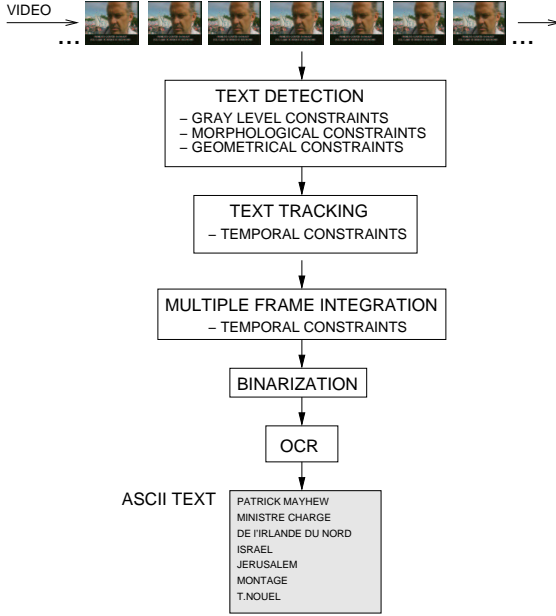 VIDEO
... ...
TEXT DETECTION
– GRAY LEVEL CONSTRAINTS
– MORPHOLOGICAL CONSTRAINTS
– GEOMETRICAL CONSTRAINTS
TEXT TRACKING
– TEMPORAL CONSTRAINTS
MULTIPLE FRAME INTEGRATION
– TEMPORAL CONSTRAINTS
BINARIZATION
OCR
ASCII TEXT
PATRICK MAYHEW
MINISTRE CHARGE
DE l'IRLANDE DU NORD
ISRAEL
JERUSALEM
MONTAGE
T.NOUEL